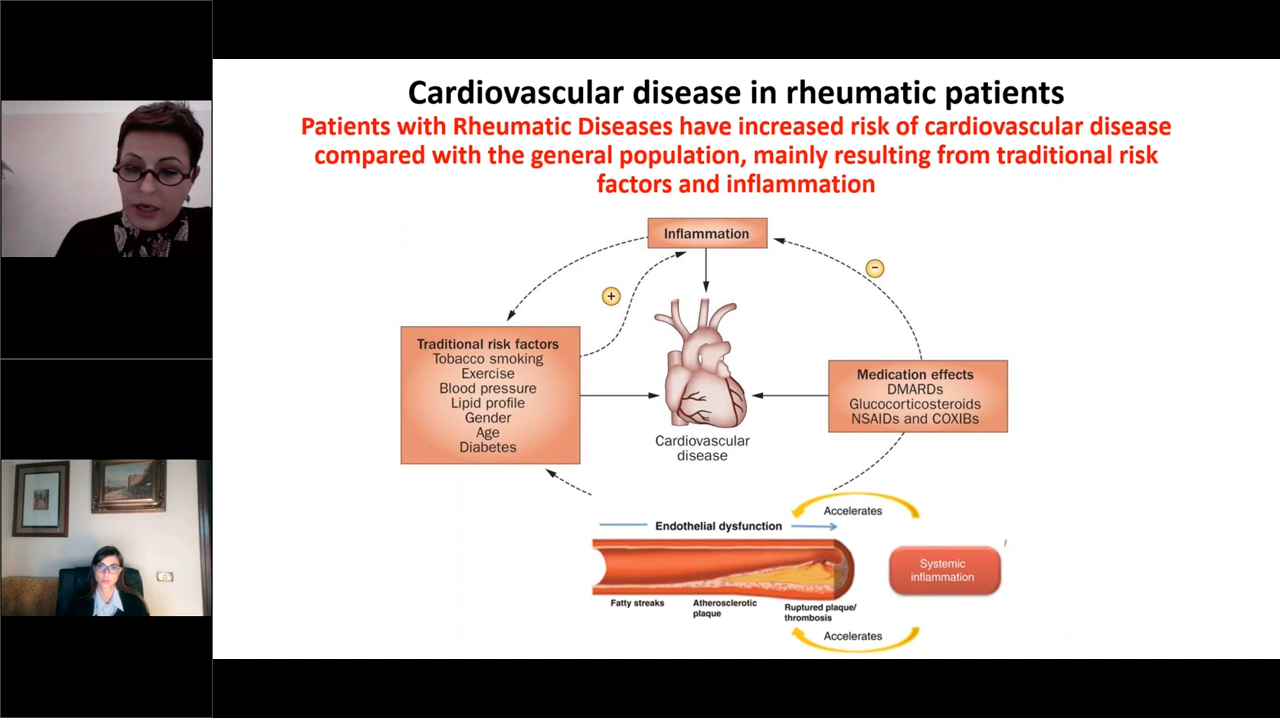 Cardiovascular disease in rheumatic patients
Patients with Rheumatic Diseases have increased risk of cardiovascular disease
compared with the general population, mainly resulting from traditional risk
factors and inflammation
Inflammation
+
−
Traditional risk factors
Tobacco smoking
Exercise
Blood pressure
Lipid profile
Gender
Age
Diabetes
Cardiovascular
disease
Medication effects
DMARDs
Glucocorticosteroids
NSAIDs and COXIBs
Accelerates
Endothelial dysfunction
Systemic
inflammation
Fatty streaks
Atherosclerotic
plaque
Ruptured plaque/
thrombosis
Accelerates